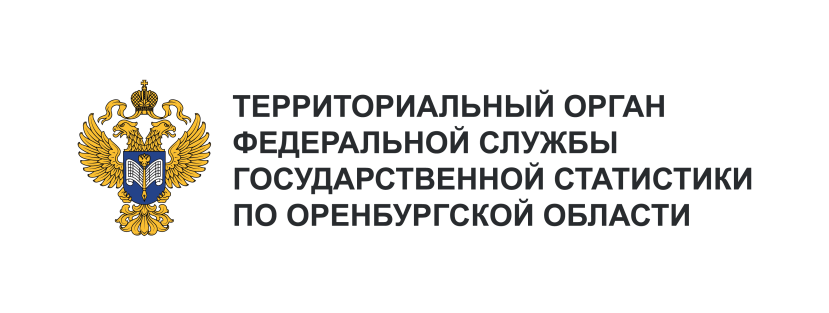 ТЕРРИТОРИАЛЬНЫЙ ОРГАН
ФЕДЕРАЛЬНОЙ СЛУЖБЫ
ГОСУДАРСТВЕННОЙ СТАТИСТИКИ
ПО ОРЕНБУРГСКОЙ ОБЛАСТИ